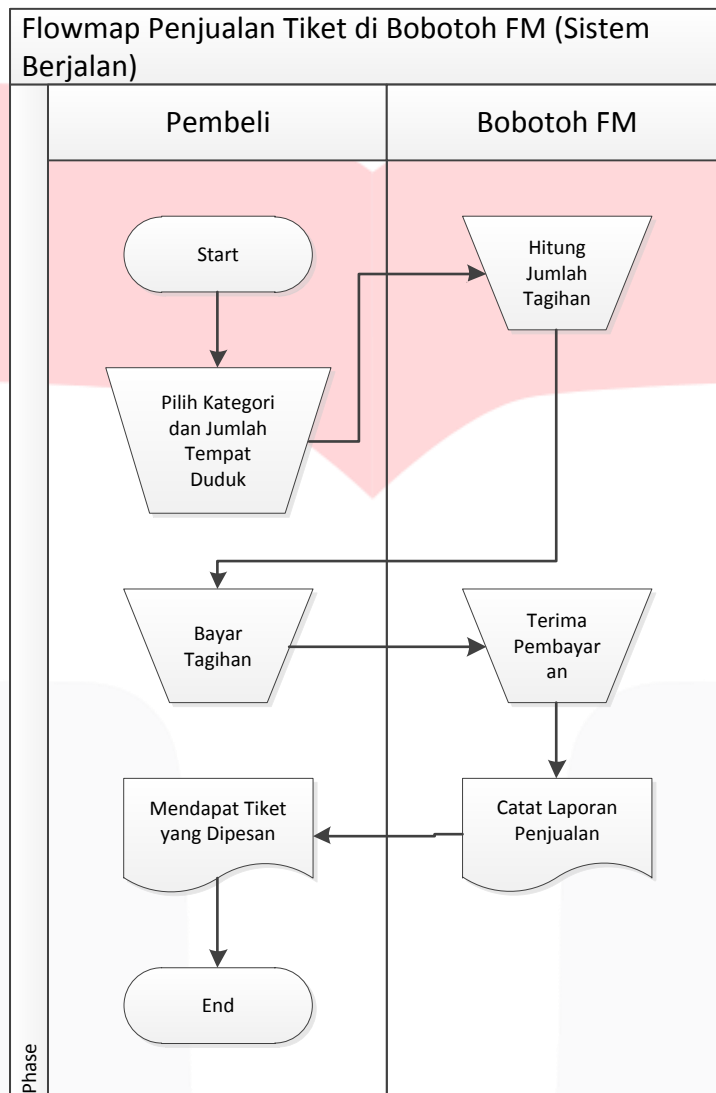 Flowmap Penjualan Tiket di Bobotoh FM (Sistem
Berjalan)
Pembeli
Bobotoh FM
Start
Hitung
Jumlah
Tagihan
Pilih Kategori
dan Jumlah
Tempat
Duduk
Bayar
Tagihan
Terima
Pembayar
an
Mendapat Tiket
yang Dipesan
Catat Laporan
Penjualan
End
Phase